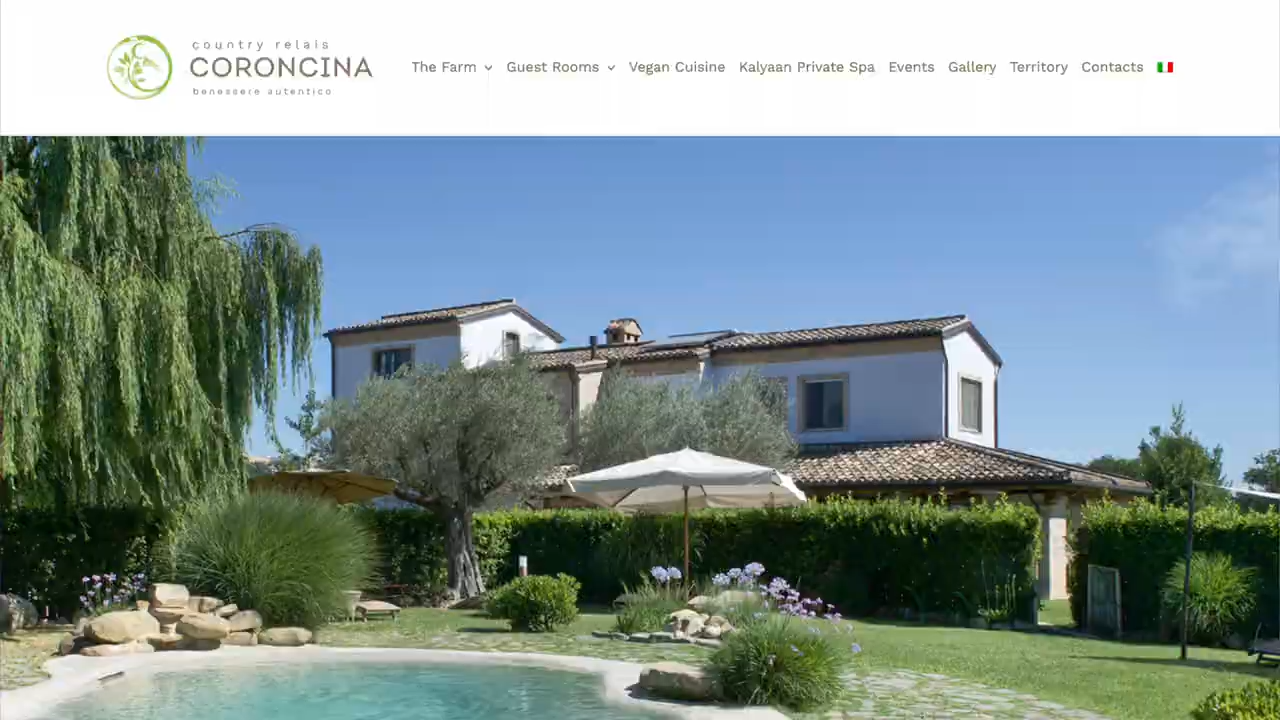 country relais
CORONCINA
benessere autentico
The Farm
Guest Rooms
Vegan Cuisine
Kalyaan Private Spa
Events
Gallery
Territory
Contacts